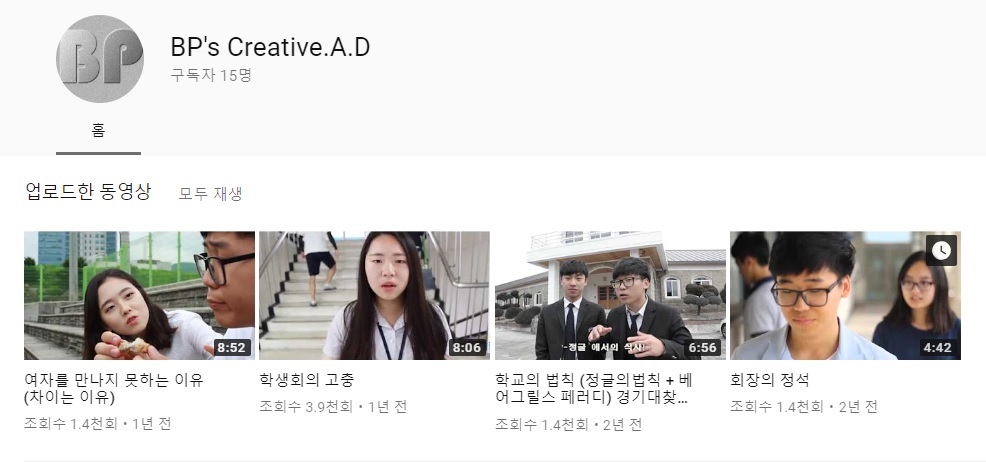 BP
BP's Creative.A.D
구독자 15명
홈
업로드한 동영상 모두 재생
8:52
8:06
-정글 에서의 식사-
6:56
4:42
여자를 만나지 못하는 이유
(차이는 이유)
조회수 1.4천회 • 1년 전
학생회의 고충
조회수 3.9천회 • 1년 전
학교의 법칙 (정글의법칙 + 베
어그릴스 페러디) 경기대찾...
조회수 1.4천회 • 2년 전
회장의 정석
조회수 1.4천회 • 2년 전